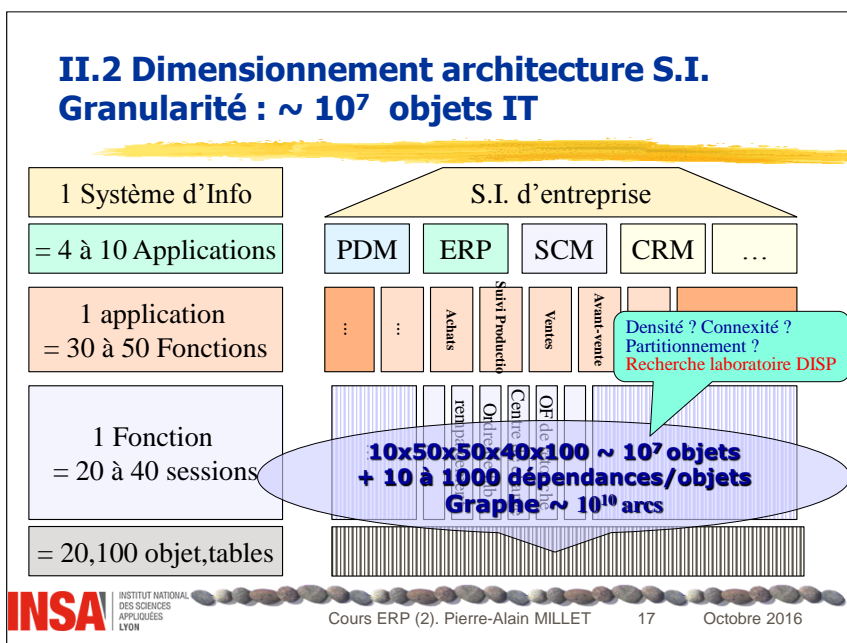 II.2 Dimensionnement architecture S.I.
Granularité : ~ 10⁷ objets IT
1 Système d'Info
S.I. d'entreprise
= 4 à 10 Applications
PDM
ERP
SCM
CRM
…
1 application
= 30 à 50 Fonctions
…
…
Achats
Suivi Productio
Ventes
Avant-vente
Densité ? Connexité ?
Partitionnement ?
Recherche laboratoire DISP
1 Fonction
= 20 à 40 sessions
10x50x50x40x100 ~ 10⁷ objets
+ 10 à 1000 dépendances/objets
Graphe ~ 10¹⁰ arcs
= 20,100 objet,tables
INSA
INSTITUT NATIONAL
DES SCIENCES
APPLIQUÉES
LYON
Cours ERP (2). Pierre-Alain MILLET 17 Octobre 2016